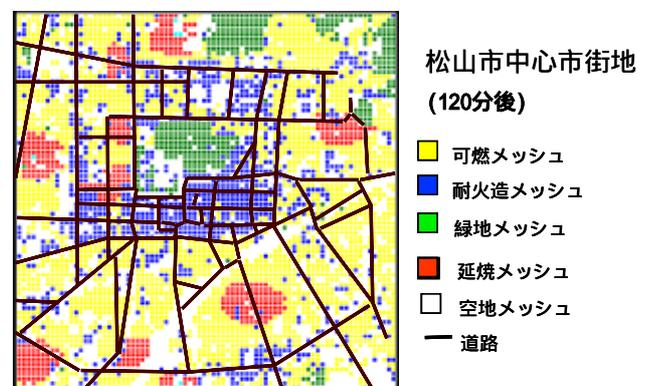 松山市中心市街地
(120分後)
可燃メッシュ
耐火造メッシュ
緑地メッシュ
延焼メッシュ
空地メッシュ
道路